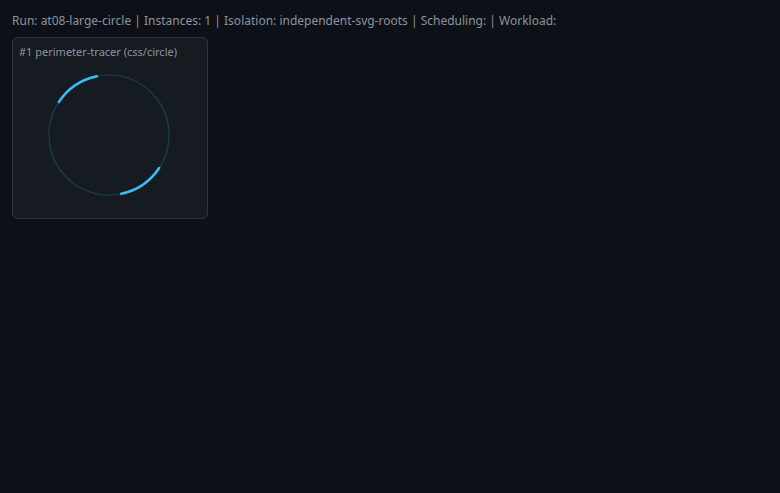 Run: at08-large-circle | Instances: 1 | Isolation: independent-svg-roots | Scheduling: | Workload:
#1 perimeter-tracer (css/circle)